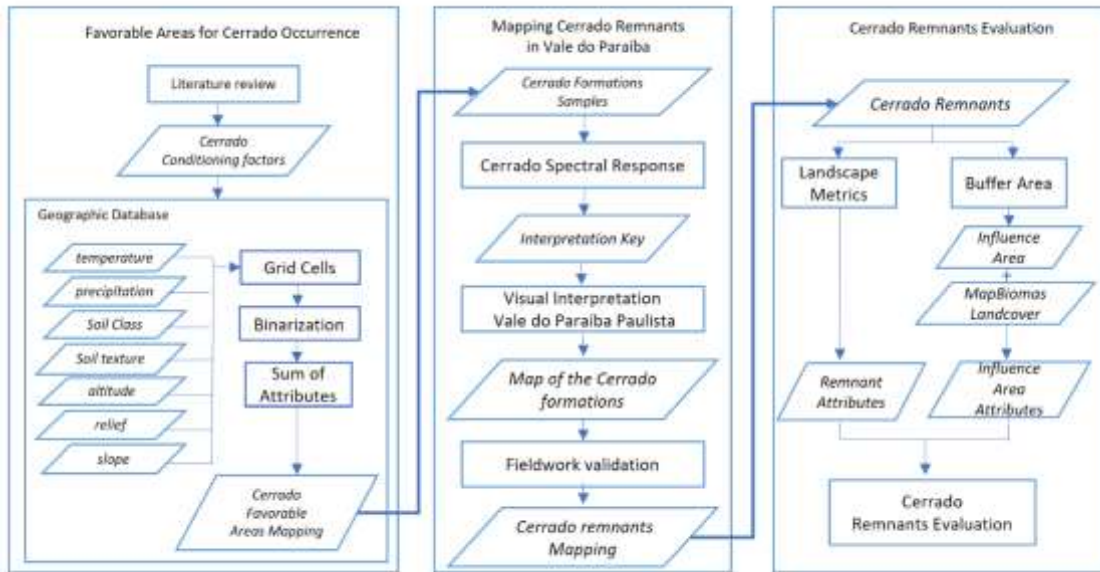 Favorable Areas for Cerrado Occurrence
Literature review
Cerrado
Conditioning factors
Geographic Database
temperature
precipitation
Soil Class
Soil texture
altitude
relief
slope
Grid Cells
Binarization
Sum of
Attributes
Cerrado
Favorable
Areas Mapping
Mapping Cerrado Remnants
in Vale do Paraíba
Cerrado Formations
Samples
Cerrado Spectral Response
Interpretation Key
Visual Interpretation
Vale do Paraíba Paulista
Map of the Cerrado
formations
Fieldwork validation
Cerrado remnants
Mapping
Cerrado Remnants Evaluation
Cerrado Remnants
Landscape
Metrics
Buffer Area
Influence
Area
+
MapBiomas
Landcover
Remnant
Attributes
Influence
Area
Attributes
Cerrado
Remnants Evaluation